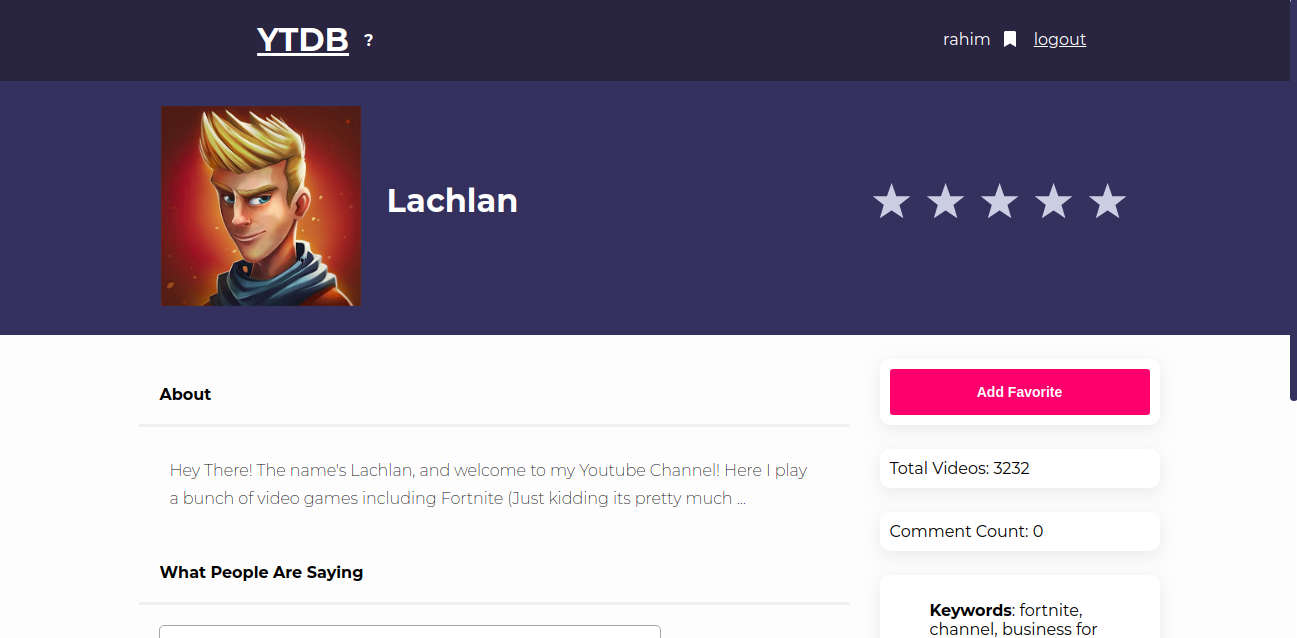 YTDB ?
rahim logout
Lachlan
Add Favorite
About
Total Videos: 3232
Hey There! The name's Lachlan, and welcome to my Youtube Channel! Here I play
a bunch of video games including Fortnite (Just kidding its pretty much ...
Comment Count: 0
What People Are Saying
Keywords: fortnite,
channel, business for